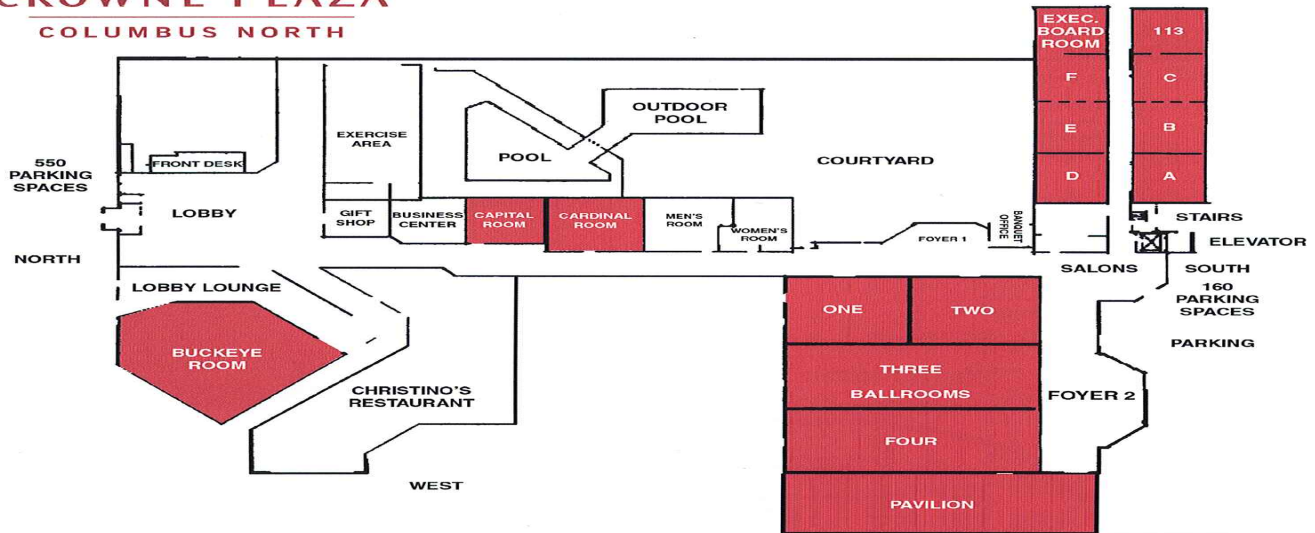 CROWNE PLAZA
COLUMBUS NORTH
EXEC.
BOARD
ROOM
113
F
C
E
B
D
A
OUTDOOR
POOL
EXERCISE
AREA
POOL
COURTYARD
550
PARKING
SPACES
FRONT DESK
LOBBY
GIFT
SHOP
BUSINESS
CENTER
CAPITAL
ROOM
CARDINAL
ROOM
MEN'S
ROOM
WOMEN'S
ROOM
FOYER 1
BANQUET
OFFICE
STAIRS
ELEVATOR
NORTH
SALONS
SOUTH
160
PARKING
SPACES
PARKING
LOBBY LOUNGE
BUCKEYE
ROOM
CHRISTINO'S
RESTAURANT
ONE
TWO
THREE
BALLROOMS
FOYER 2
FOUR
WEST
PAVILION